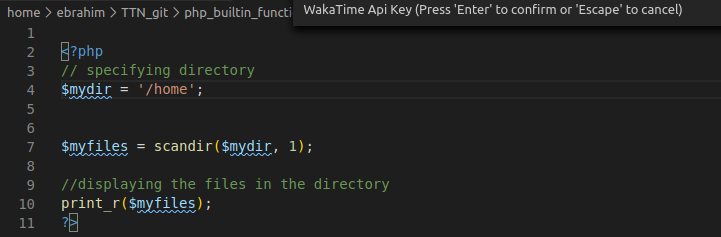 home > ebrahim > TTN_git > php_builtin_functi
WakaTime Api Key (Press 'Enter' to confirm or 'Escape' to cancel)
1
2 <?php
3 // specifying directory
4 $mydir = '/home';
5
6
7 $myfiles = scandir($mydir, 1);
8
9 //displaying the files in the directory
10 print_r($myfiles);
11 ?>